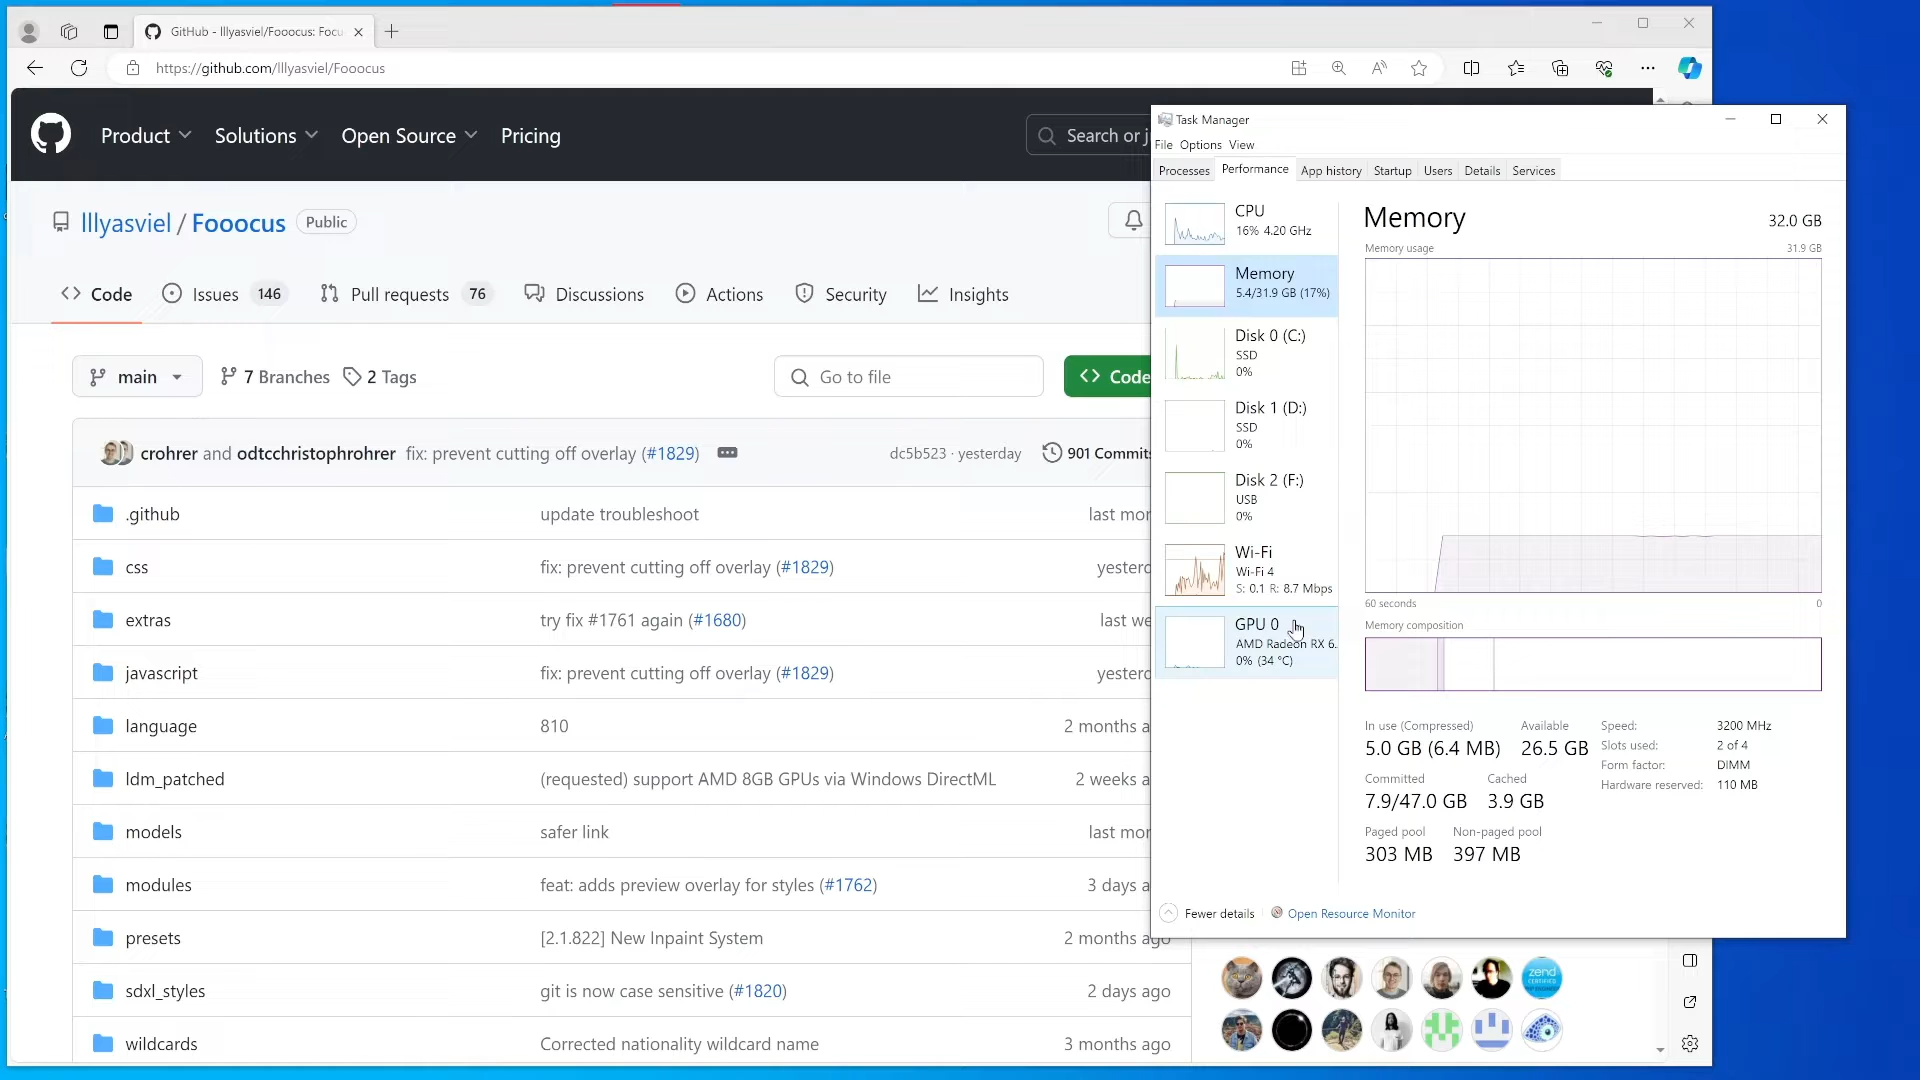 GitHub - lllyasviel/Fooocus: Focu
https://github.com/lllyasviel/Fooocus
Product
Solutions
Open Source
Pricing
Search or j
lllyasviel / Fooocus
Public
Code
Issues 146
Pull requests 76
Discussions
Actions
Security
Insights
main
7 Branches
2 Tags
Go to file
Code
crohrer and odtcchristophrohrer fix: prevent cutting off overlay (#1829)
dc5b523 · yesterday
901 Commits
.github
update troubleshoot
last mor
css
fix: prevent cutting off overlay (#1829)
yesterd
extras
try fix #1761 again (#1680)
last we
javascript
fix: prevent cutting off overlay (#1829)
yesterd
language
810
2 months a
ldm_patched
(requested) support AMD 8GB GPUs via Windows DirectML
2 weeks a
models
safer link
last mor
modules
feat: adds preview overlay for styles (#1762)
3 days a
presets
[2.1.822] New Inpaint System
2 months ago
sdxl_styles
git is now case sensitive (#1820)
2 days ago
wildcards
Corrected nationality wildcard name
3 months ago
Task Manager
File Options View
Processes
Performance
App history
Startup
Users
Details
Services
CPU
16% 4.20 GHz
Memory
5.4/31.9 GB (17%)
Disk 0 (C:)
SSD
0%
Disk 1 (D:)
SSD
0%
Disk 2 (F:)
USB
0%
Wi-Fi
Wi-Fi 4
S: 0.1 R: 8.7 Mbps
GPU 0
AMD Radeon RX 6.
0% (34 °C)
Memory
32.0 GB
Memory usage
31.9 GB
60 seconds
0
Memory composition
In use (Compressed)
5.0 GB (6.4 MB)
Available
26.5 GB
Committed
7.9/47.0 GB
Cached
3.9 GB
Paged pool
303 MB
Non-paged pool
397 MB
Speed: 3200 MHz
Slots used: 2 of 4
Form factor: DIMM
Hardware reserved: 110 MB
Fewer details
Open Resource Monitor
zend